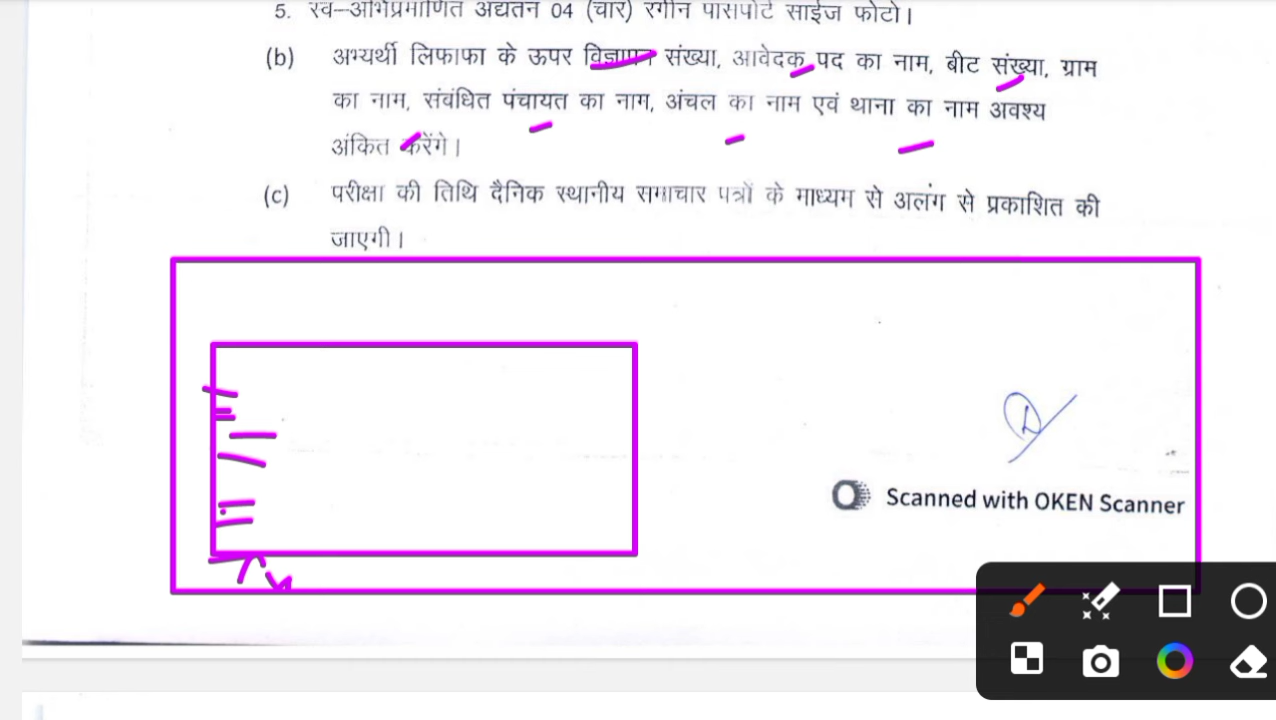 5. स्व–अभिप्रमाणित अद्यतन 04 (चार) रंगीन पासपोर्ट साईज फोटो।
(b) अभ्यर्थी लिफाफा के ऊपर विज्ञापन संख्या, आवेदक पद का नाम, बीट संख्या, ग्राम
का नाम, संबंधित पंचायत का नाम, अंचल का नाम एवं थाना का नाम अवश्य
अंकित करेंगे।
(c) परीक्षा की तिथि दैनिक स्थानीय समाचार पत्रों के माध्यम से अलग से प्रकाशित की
जाएगी।
Scanned with OKEN Scanner